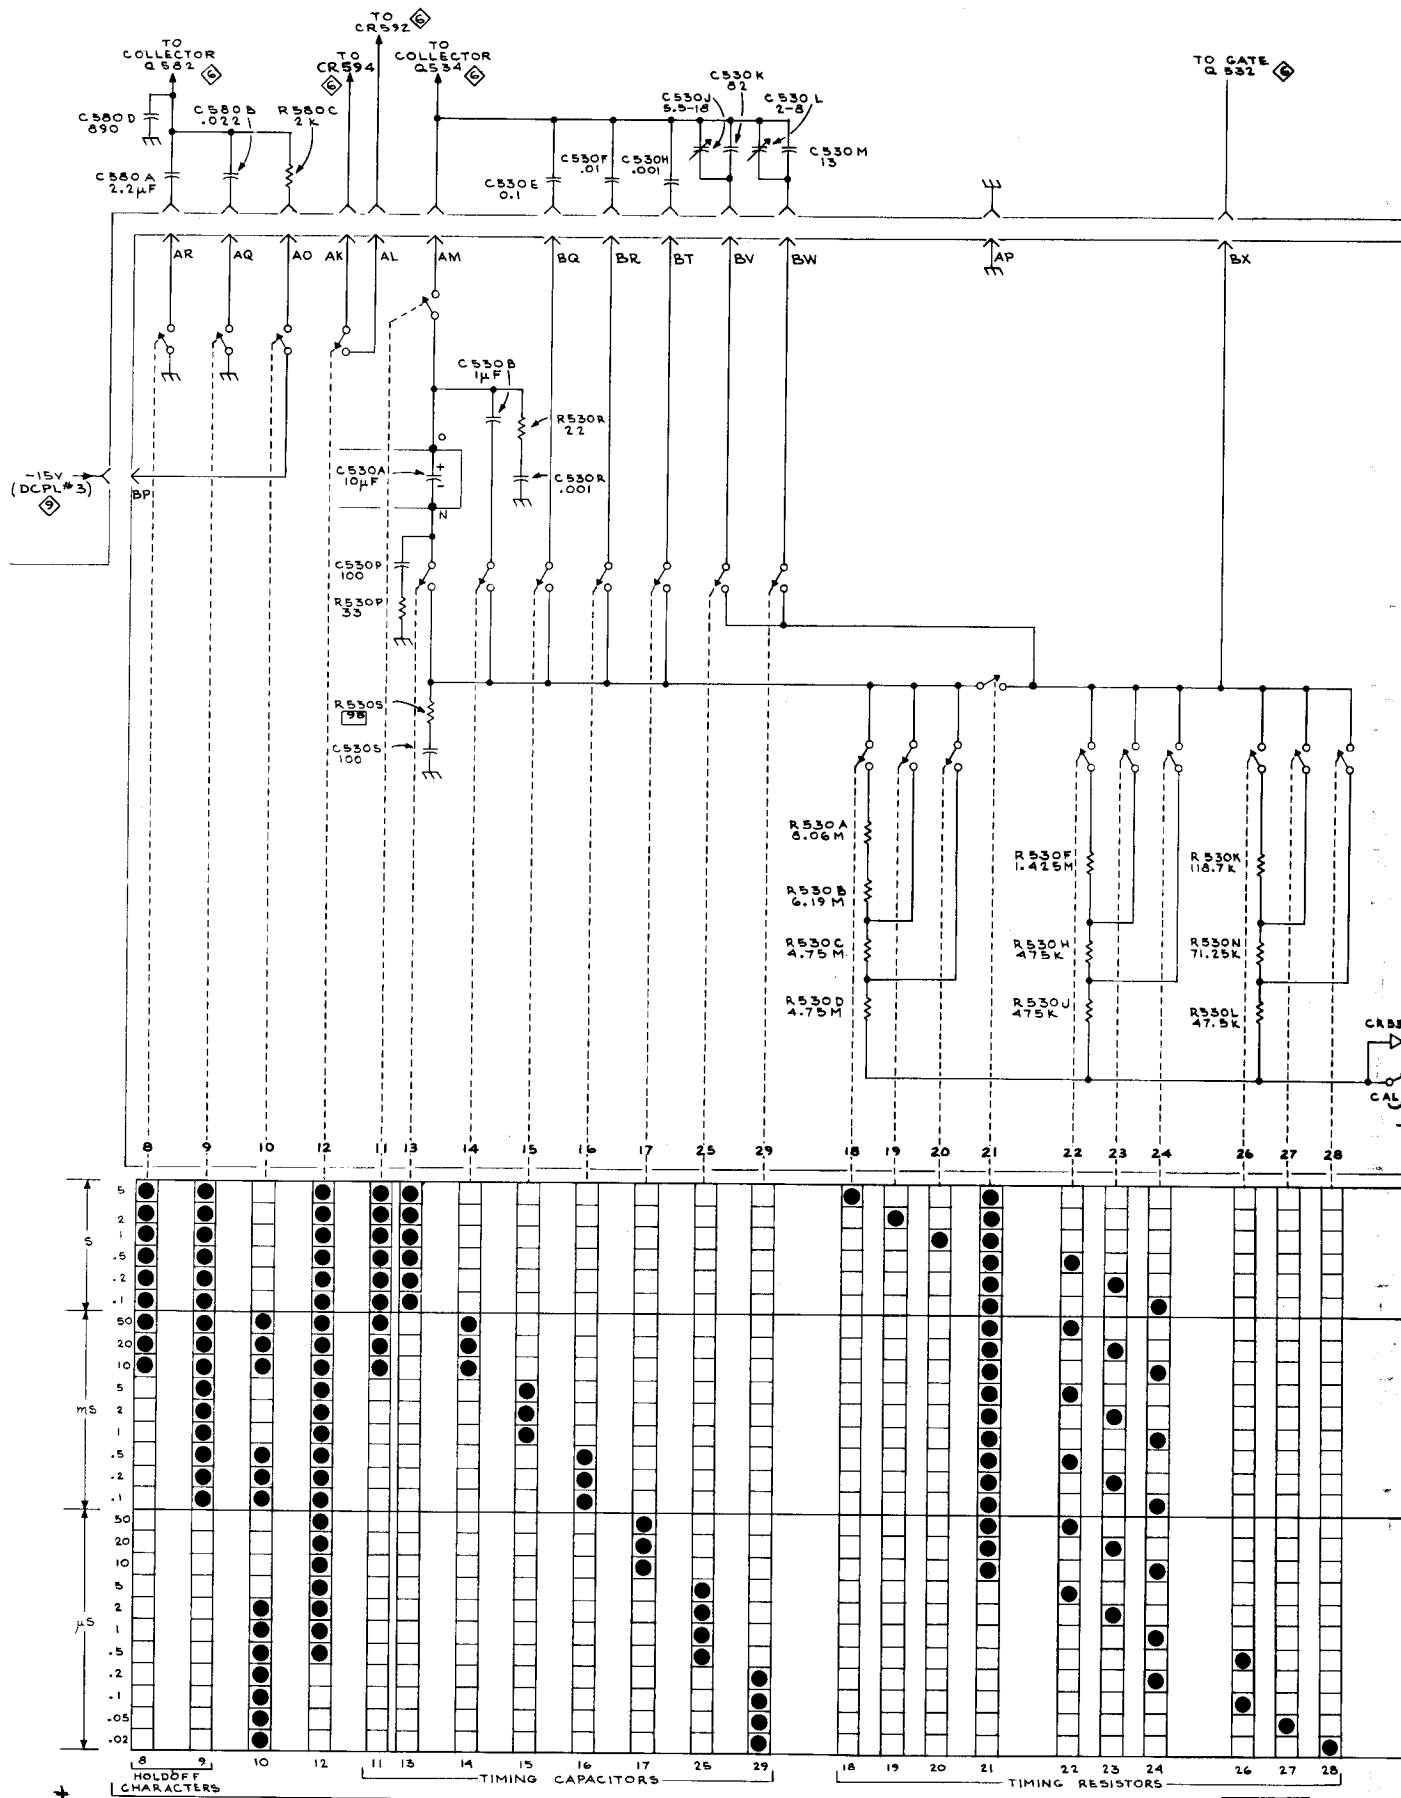 TO
COLLECTOR
Q582 6
TO
CR592 6
TO
CR594
6
TO
COLLECTOR
Q534 6
TO GATE
Q532 6
C580D
890
C580B
.022
R580C
2K
C580A
2.2µF
C530J
5.5-18
C530K
82
C530L
2-8
C530E
0.1
C530F
.01
C530H
.001
C530M
13
AR AQ AO AK AL AM BQ BR BT BV BW AP BX
C530B
1µF
R530R
22
O
C530A
10µF
+
-
N
C530R
.001
-15V
(DCPL#3)
9
BP
C530P
100
R530P
33
R530S
98
C530S
100
R530A
8.06M
R530B
6.19M
R530C
4.75M
R530D
4.75M
R530F
1.425M
R530H
475K
R530J
475K
R530K
118.7K
R530N
71.25K
R530L
47.5K
CAL
8 9 10 12 11 13 14 15 16 17 25 29 18 19 20 21 22 23 24 26 27 28
S
5
2
1
.5
.2
.1
mS
50
20
10
5
2
1
.5
.2
.1
µS
50
20
10
5
2
1
.5
.2
.1
.05
.02
8 9 10 12 11 13 14 15 16 17 25 29 18 19 20 21 22 23 24 26 27 28
HOLDOFF
CHARACTERS
TIMING CAPACITORS
TIMING RESISTORS